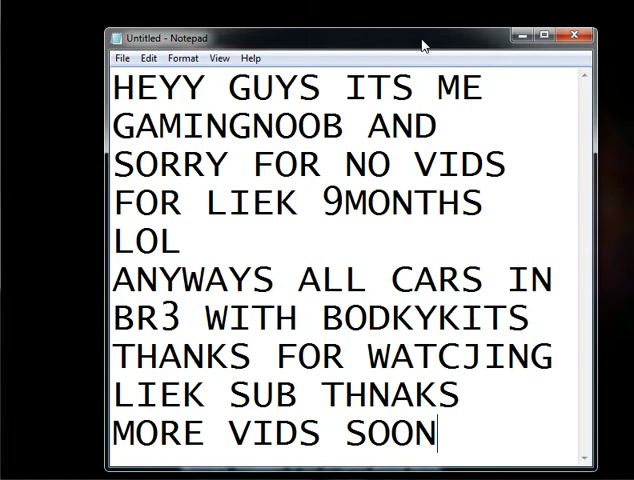 Untitled - Notepad
File Edit Format View Help
HEYY GUYS ITS ME
GAMINGNOOB AND
SORRY FOR NO VIDS
FOR LIEK 9MONTHS
LOL
ANYWAYS ALL CARS IN
BR3 WITH BODKYKITS
THANKS FOR WATCJING
LIEK SUB THNAKS
MORE VIDS SOON